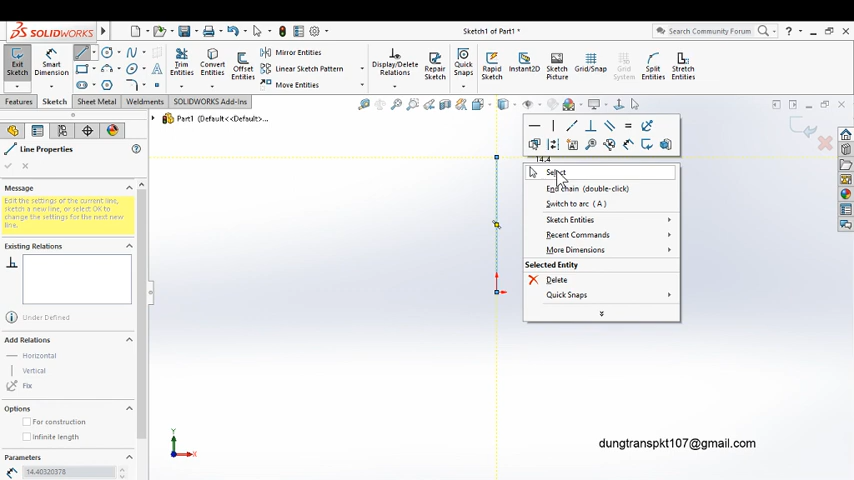 SOLIDWORKS
Sketch1 of Part1 *
Search Community Forum
Exit Sketch
Smart Dimension
Trim Entities
Convert Entities
Offset Entities
Mirror Entities
Linear Sketch Pattern
Move Entities
Display/Delete Relations
Repair Sketch
Quick Snaps
Rapid Sketch
Instant2D
Sketch Picture
Grid/Snap
Grid System
Split Entities
Stretch Entities
Features
Sketch
Sheet Metal
Weldments
SOLIDWORKS Add-Ins
Part1 (Default<<Default>...
Line Properties
Message
Edit the settings of the current line, sketch a new line, or select OK to change the settings for the next new line.
Existing Relations
Under Defined
Add Relations
Horizontal
Vertical
Fix
Options
For construction
Infinite length
Parameters
14.40320378
14.4
Select
End chain (double-click)
Switch to arc (A)
Sketch Entities
Recent Commands
More Dimensions
Selected Entity
Delete
Quick Snaps
Y
X
dungtranspkt107@gmail.com